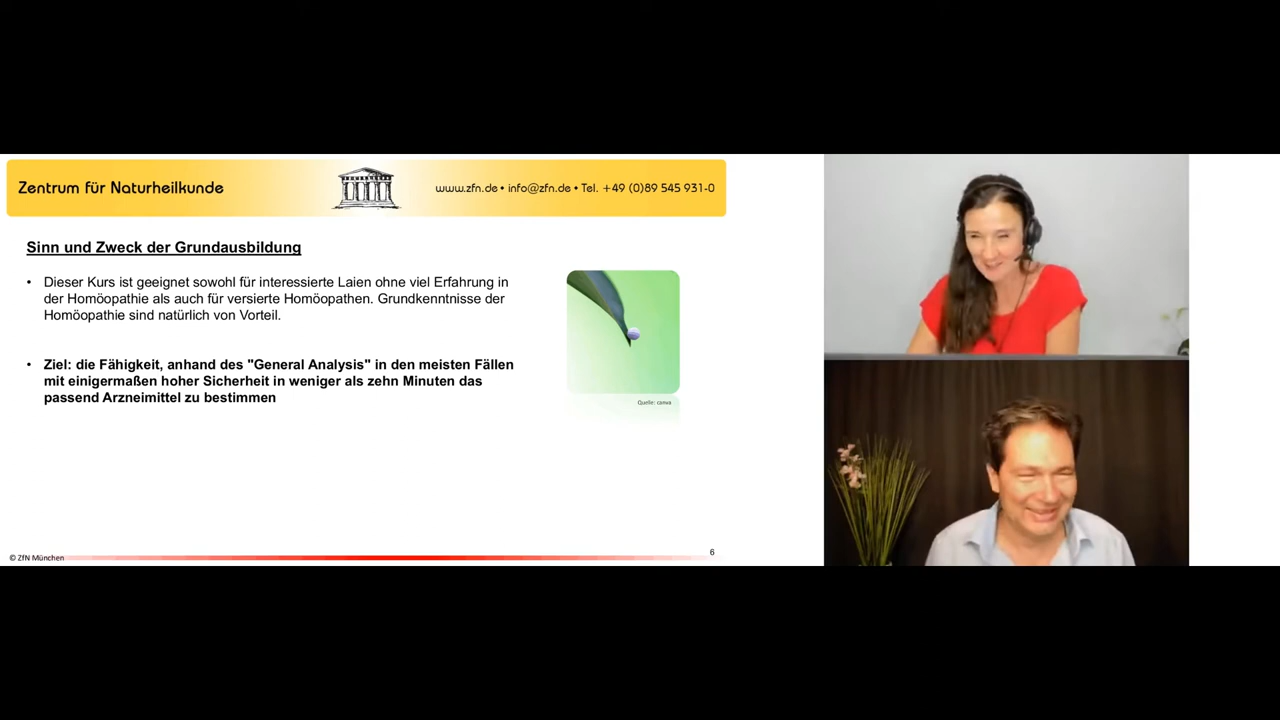 Zentrum für Naturheilkunde
www.zfn.de • info@zfn.de • Tel. +49 (0)89 545 931-0
Sinn und Zweck der Grundausbildung
• Dieser Kurs ist geeignet sowohl für interessierte Laien ohne viel Erfahrung in
der Homöopathie als auch für versierte Homöopathen. Grundkenntnisse der
Homöopathie sind natürlich von Vorteil.
• Ziel: die Fähigkeit, anhand des "General Analysis" in den meisten Fällen
mit einigermaßen hoher Sicherheit in weniger als zehn Minuten das
passend Arzneimittel zu bestimmen
Quelle: canva
© ZfN München
6